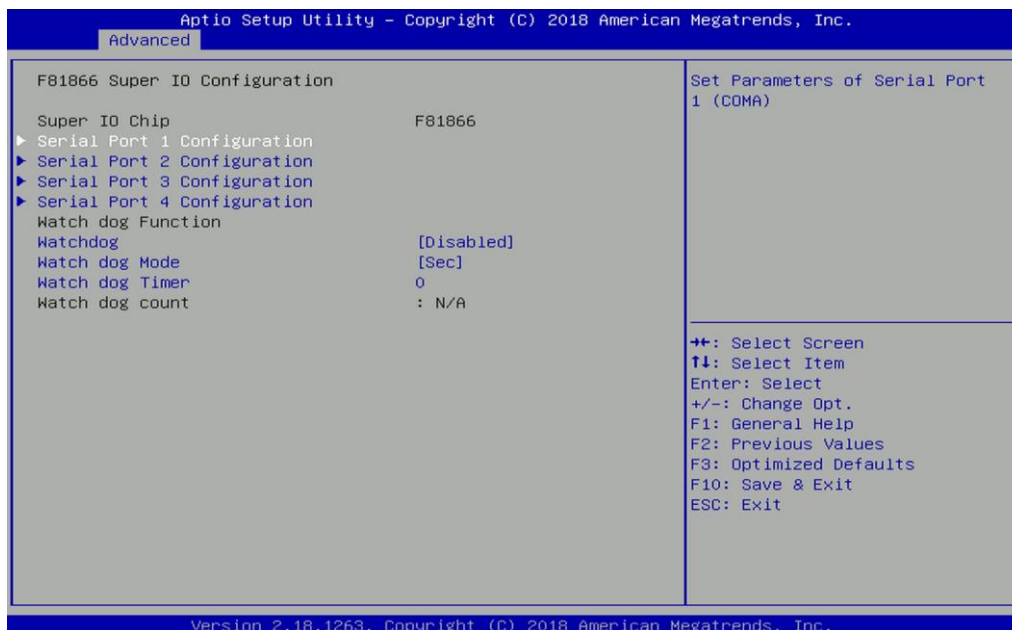 Aptio Setup Utility – Copyright (C) 2018 American Megatrends, Inc.
Advanced
F81866 Super IO Configuration
Super IO Chip F81866
Serial Port 1 Configuration
Serial Port 2 Configuration
Serial Port 3 Configuration
Serial Port 4 Configuration
Watch dog Function
Watchdog [Disabled]
Watch dog Mode [Sec]
Watch dog Timer 0
Watch dog count : N/A
Set Parameters of Serial Port
1 (COMA)
→←: Select Screen
↑↓: Select Item
Enter: Select
+/-: Change Opt.
F1: General Help
F2: Previous Values
F3: Optimized Defaults
F10: Save & Exit
ESC: Exit
Version 2.18.1263. Copyright (C) 2018 American Megatrends, Inc.